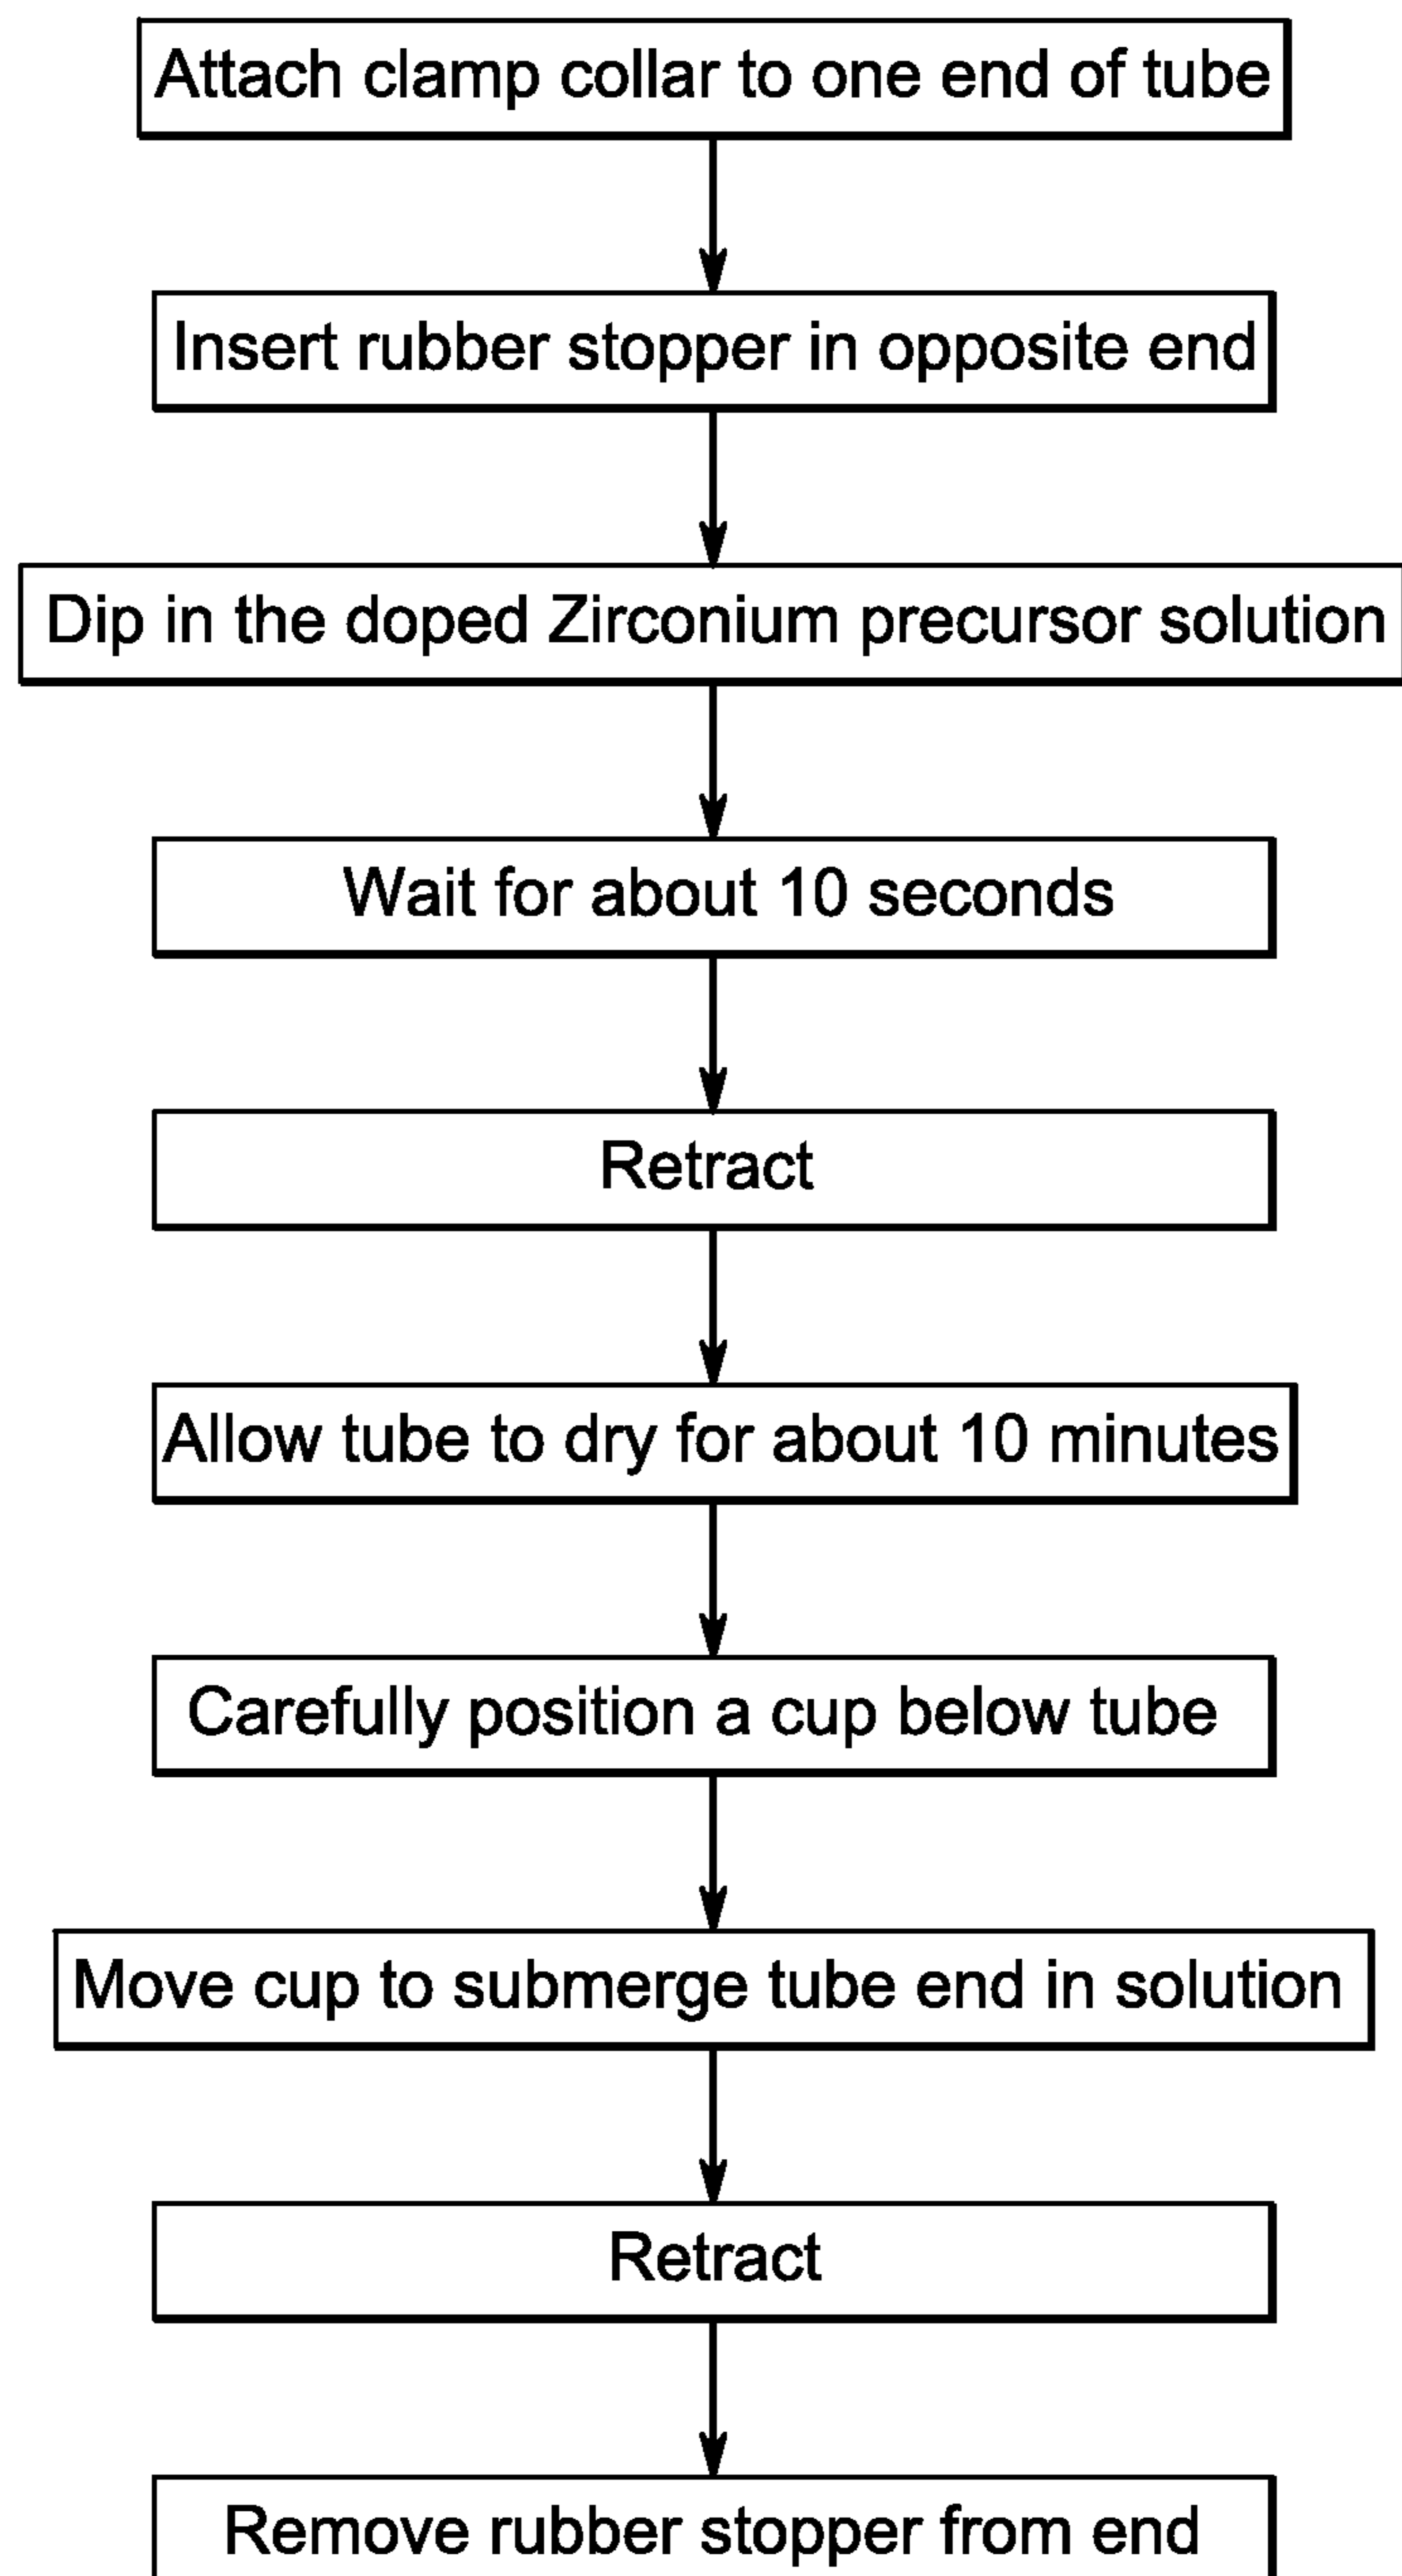 Attach clamp collar to one end of tube
Insert rubber stopper in opposite end
Dip in the doped Zirconium precursor solution
Wait for about 10 seconds
Retract
Allow tube to dry for about 10 minutes
Carefully position a cup below tube
Move cup to submerge tube end in solution
Retract
Remove rubber stopper from end